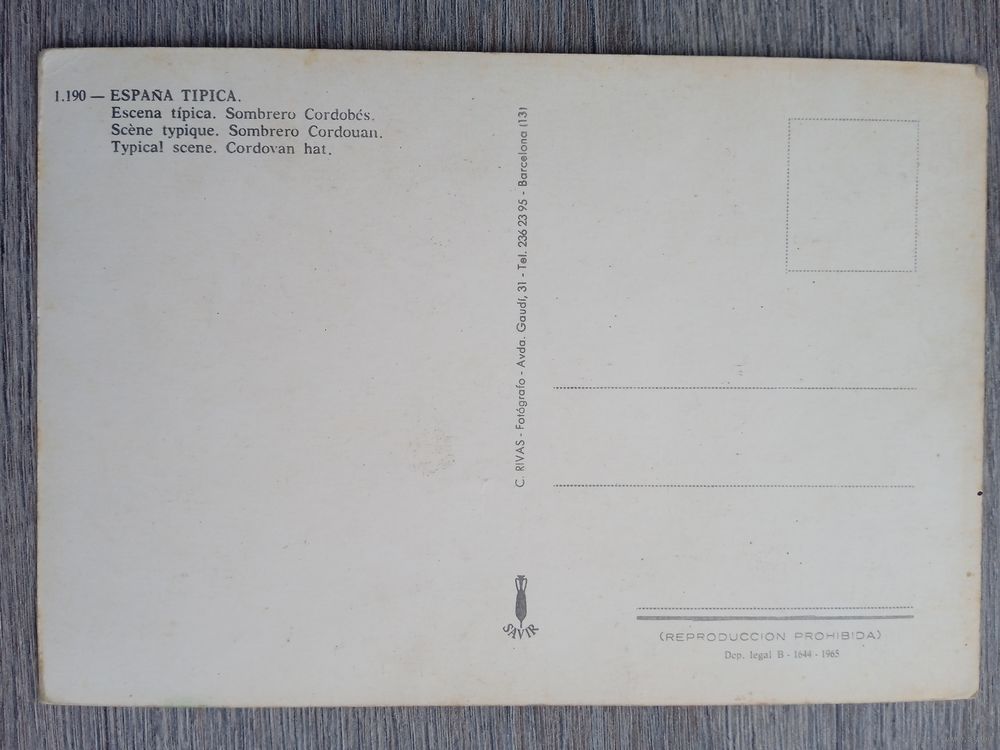 1.190 — ESPAÑA TIPICA.
Escena típica. Sombrero Cordobés.
Scène typique. Sombrero Cordouan.
Typical scene. Cordovan hat.
C. RIVAS - Fotógrafo - Avda. Gaudí, 31 - Tel. 236 23 95 - Barcelona (13)
SAVIR
(REPRODUCCION PROHIBIDA)
Dep. legal B - 1644 - 1965